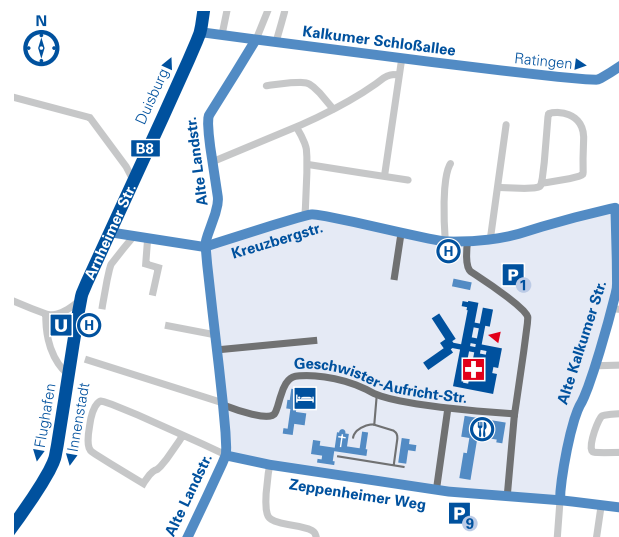 N
Kalkumer Schloßallee
Ratingen
Duisburg
B8
Alte Landstr.
Arnheimer Str.
Kreuzbergstr.
H
P
1
U
H
Alte Kalkumer Str.
Geschwister-Aufricht-Str.
Flughafen
Innenstadt
Alte Landstr.
Zeppenheimer Weg
P
9